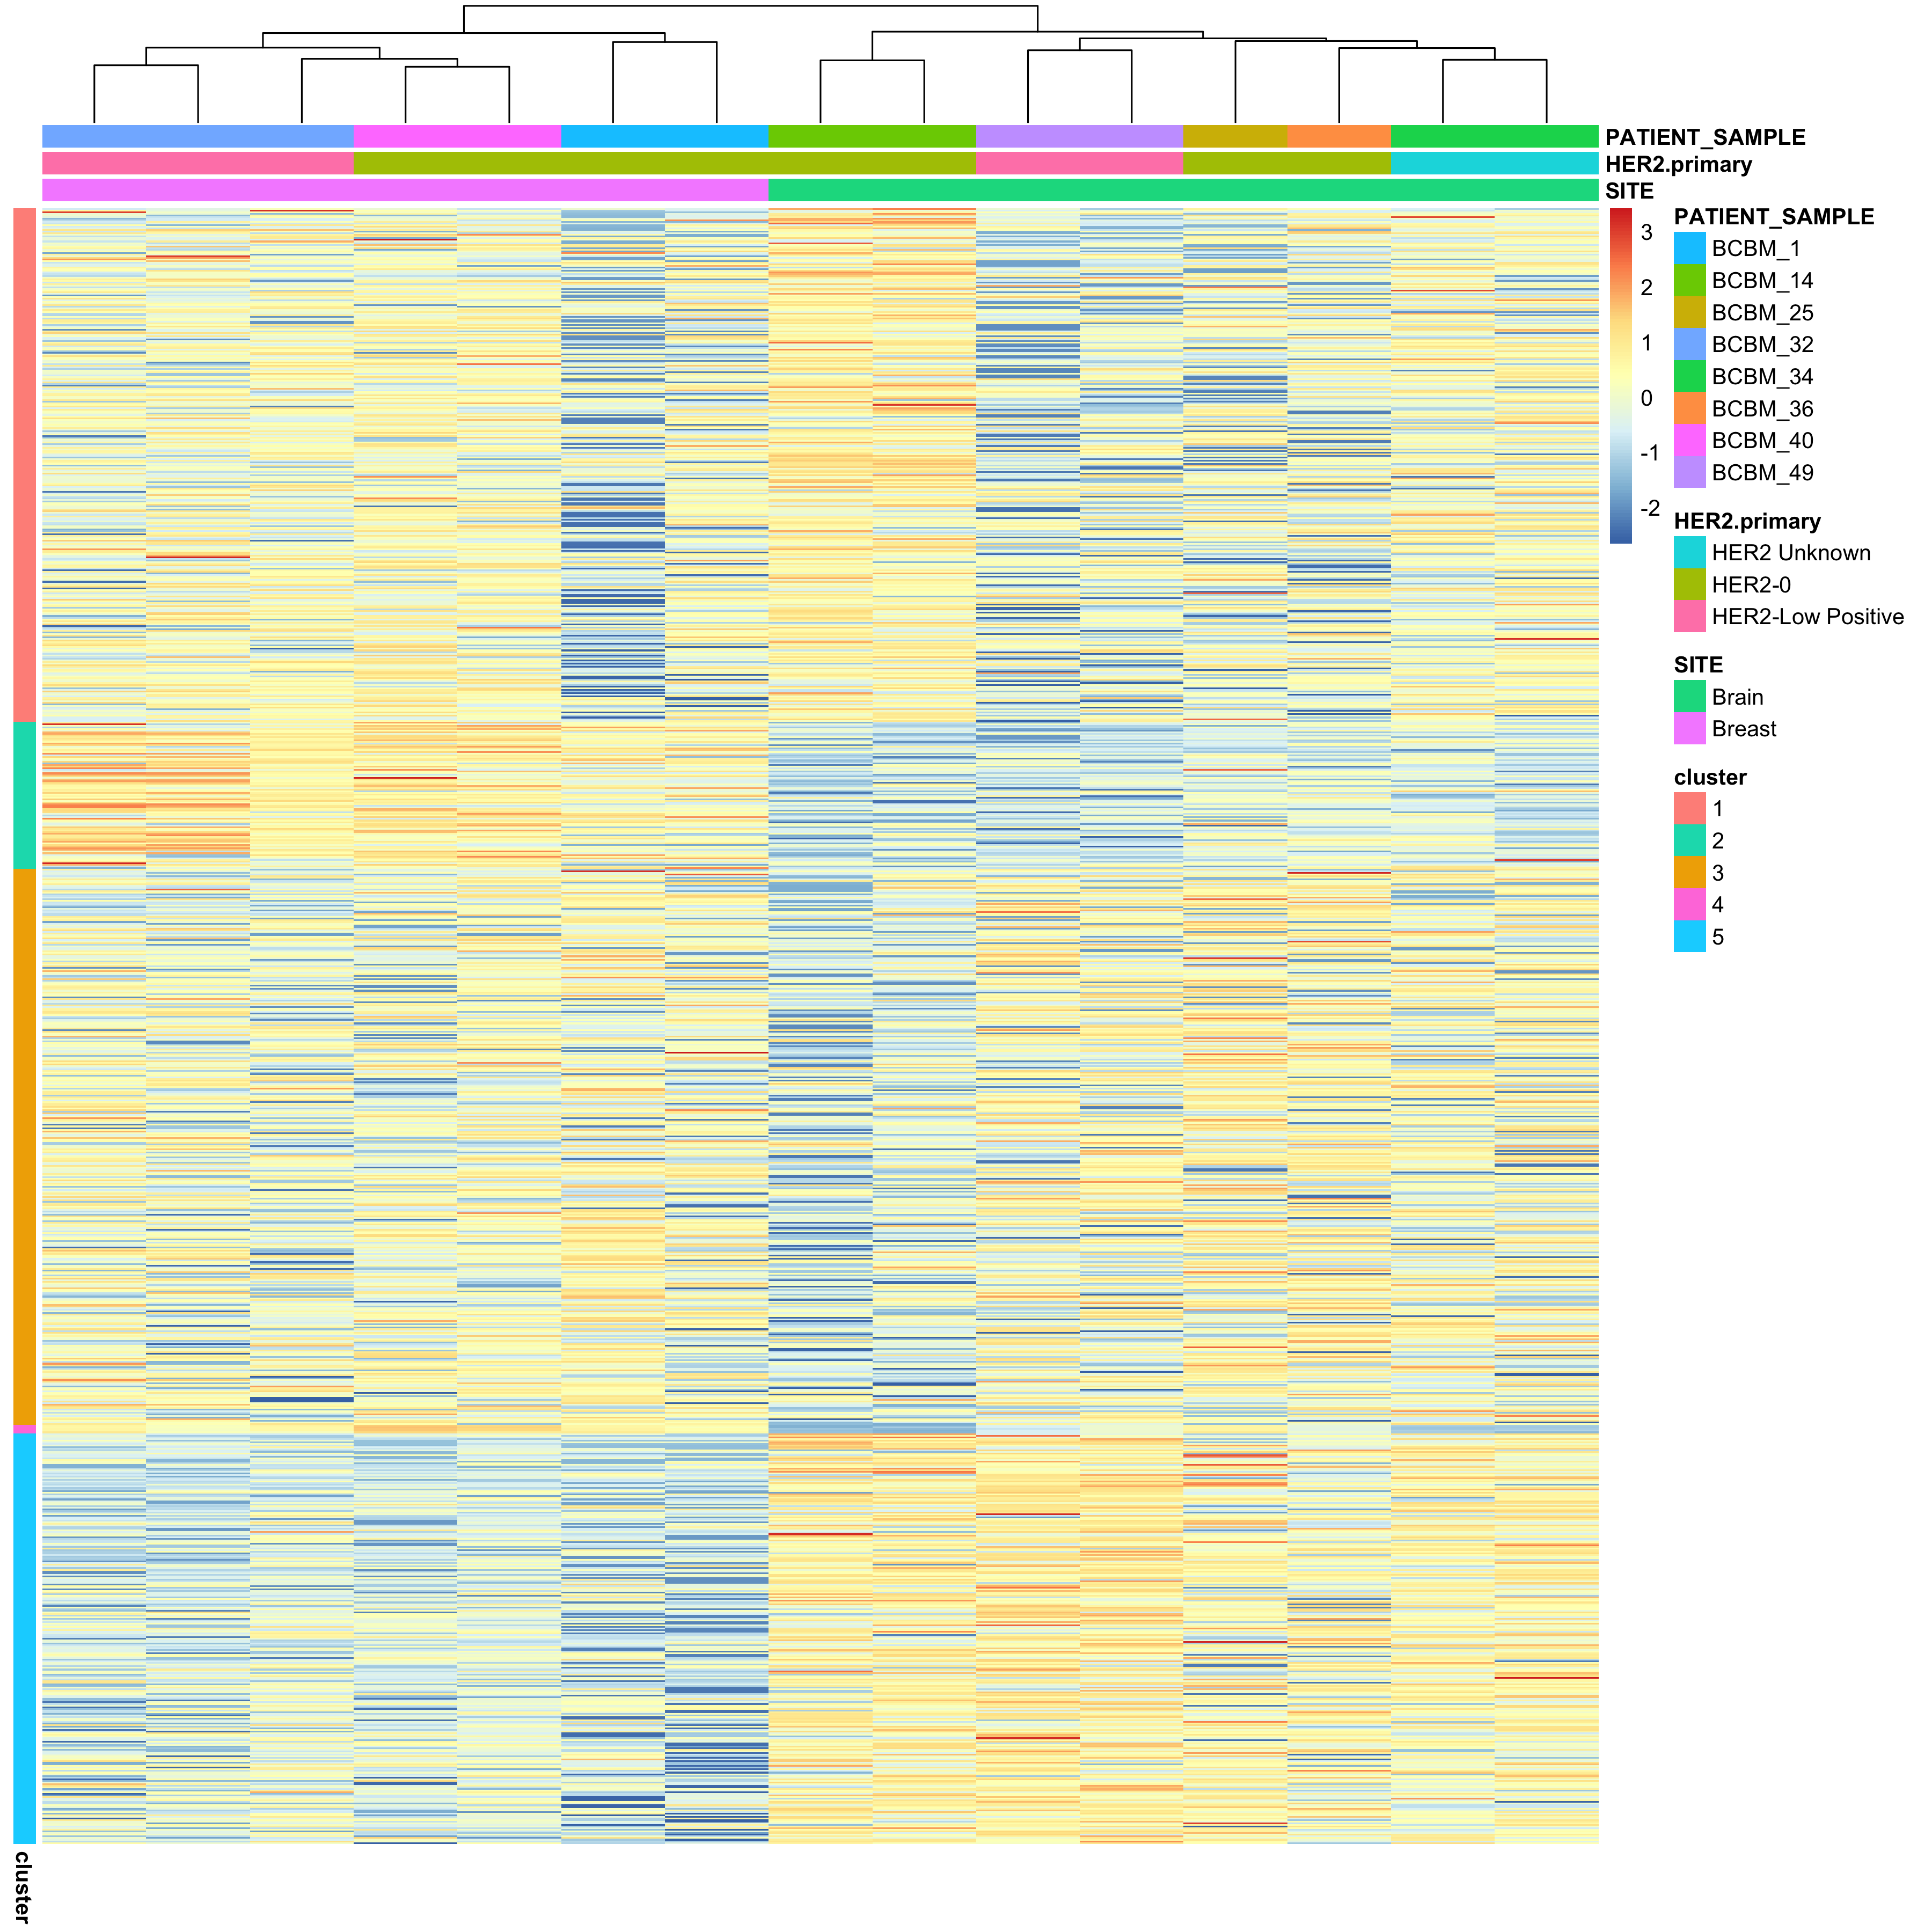 PATIENT_SAMPLE
HER2.primary
SITE
3
2
1
0
-1
-2
PATIENT_SAMPLE
BCBM_1
BCBM_14
BCBM_25
BCBM_32
BCBM_34
BCBM_36
BCBM_40
BCBM_49
HER2.primary
HER2 Unknown
HER2-0
HER2-Low Positive
SITE
Brain
Breast
cluster
1
2
3
4
5
cluster